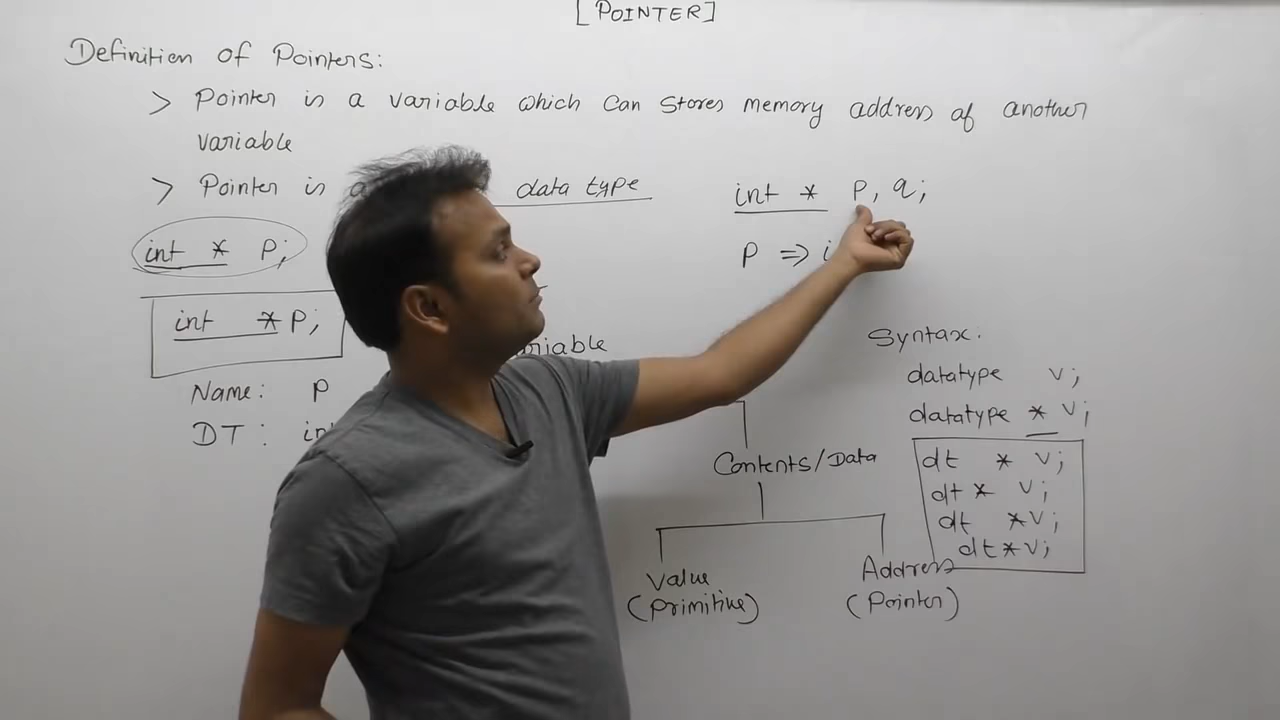 [POINTER]
Definition of Pointers:
> Pointer is a variable which can stores memory address of another
variable
> Pointer is a data type
int * P;
int * P;
Name: P
DT: int
int * P, q;
P => i
Syntax.
datatype v;
datatype * v;
dt * v;
dt * v;
dt *v;
dt*v;
Contents/Data
Value
(primitive)
Address
(Pointer)